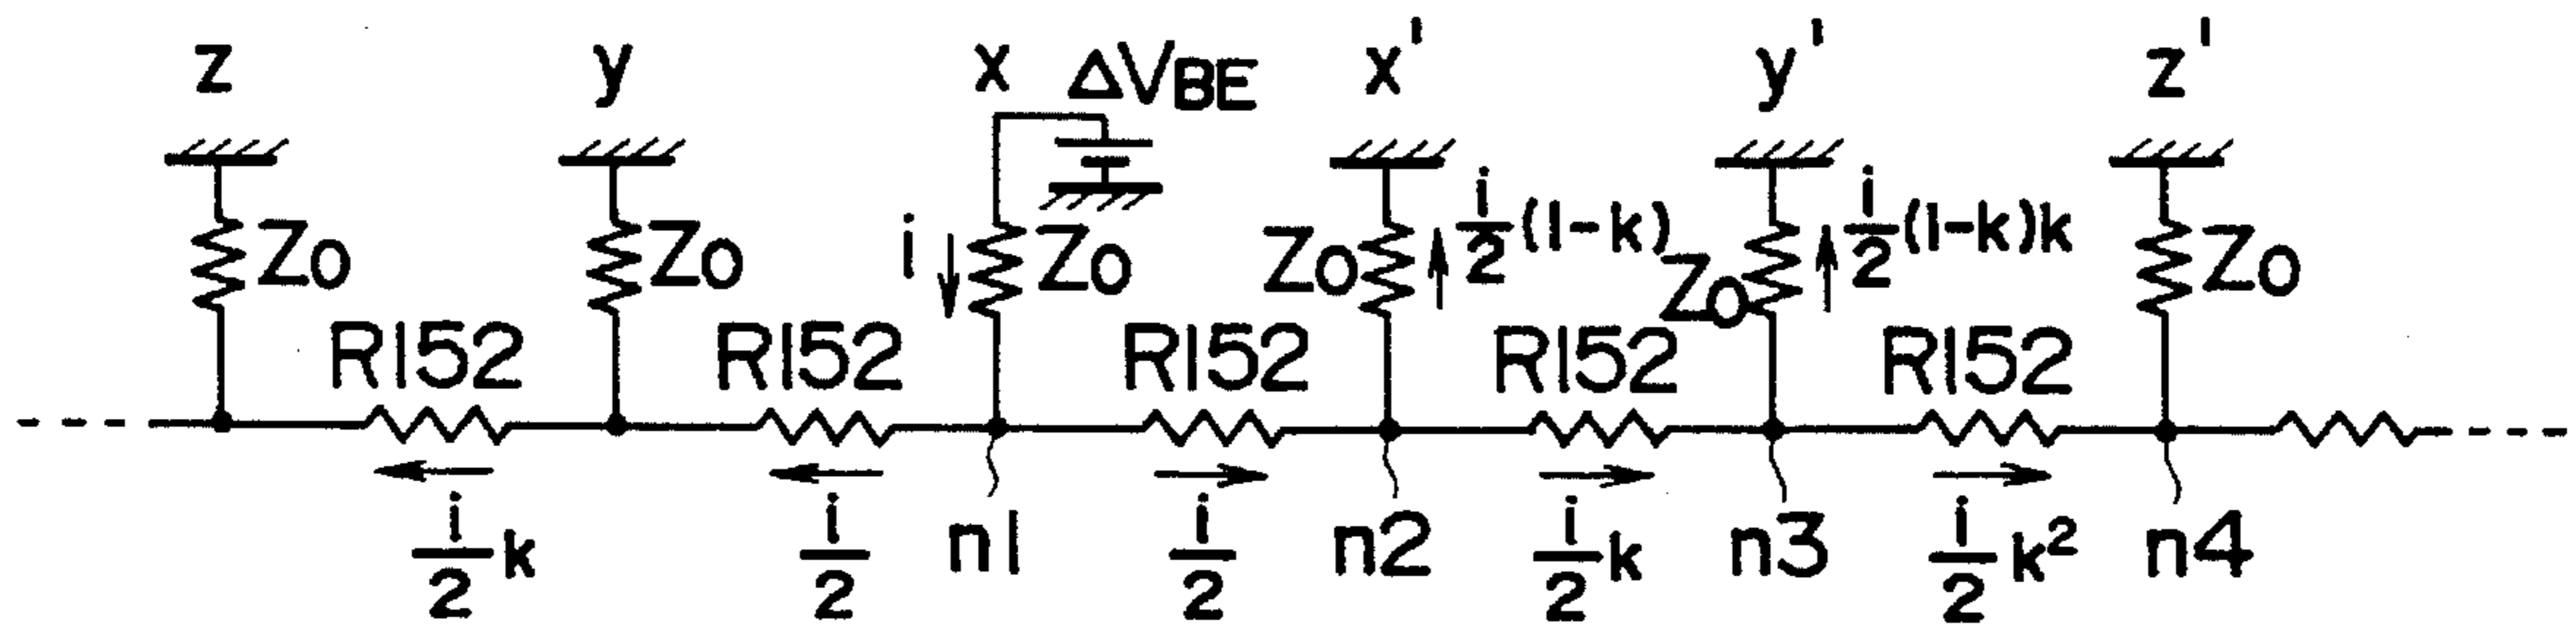 z y x ΔVBE x' y' z'
Zo Zo i Zo Zo i/2(1-k) Zo i/2(1-k)k Zo
R152 R152 R152 R152 R152
i/2 k i/2 n1 i/2 n2 i/2 k n3 i/2 k² n4